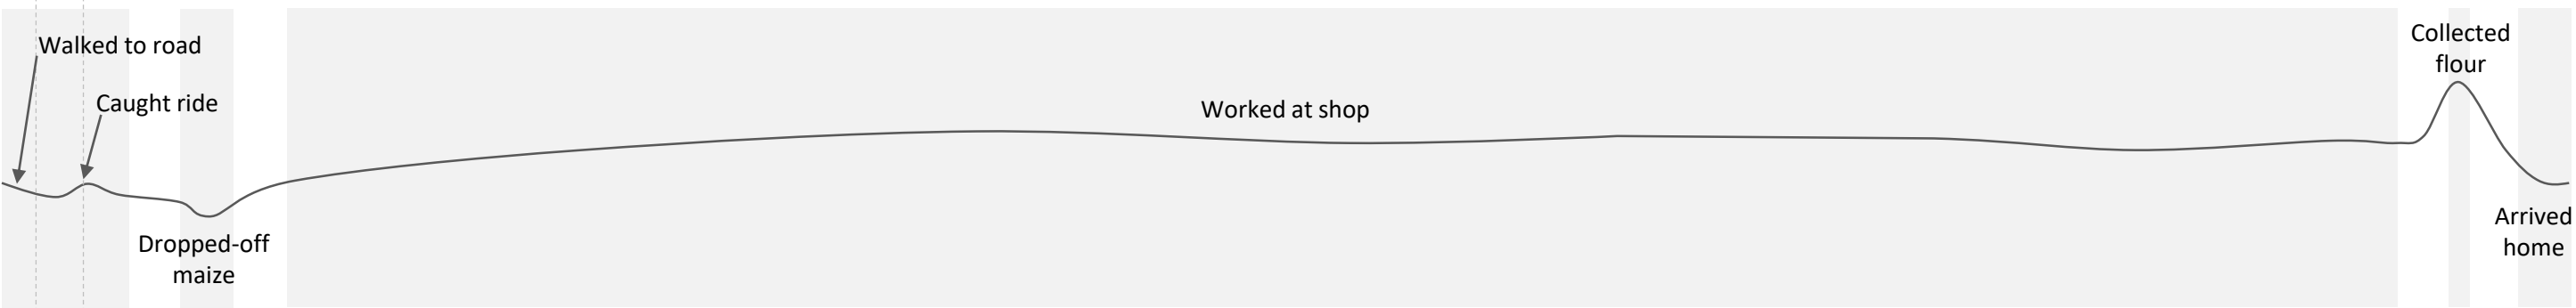 Walked to road
Caught ride
Dropped-off
maize
Worked at shop
Collected
flour
Arrived
home